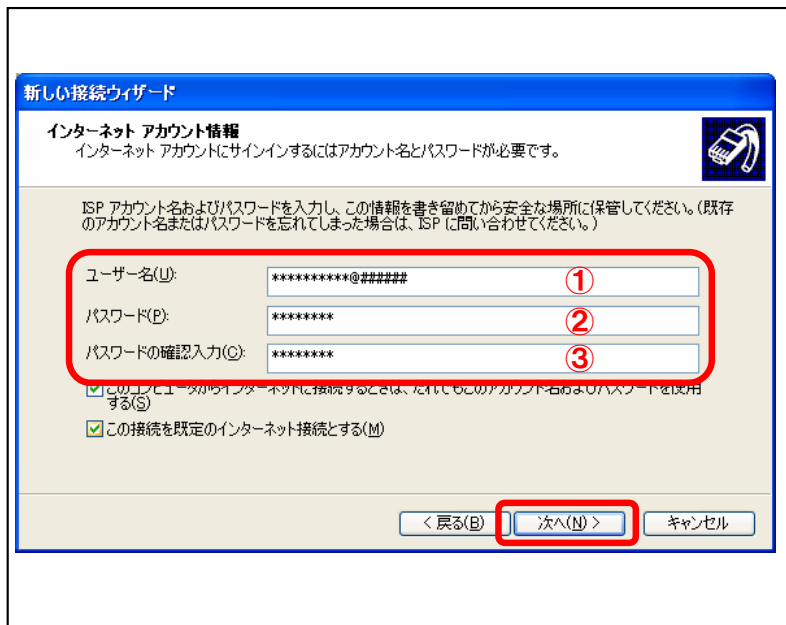 新しい接続ウィザード
インターネット アカウント情報
インターネット アカウントにサインインするにはアカウント名とパスワードが必要です。
ISP アカウント名およびパスワードを入力し、この情報を書き留めてから安全な場所に保管してください。(既存
のアカウント名またはパスワードを忘れてしまった場合は、ISP に問い合わせてください。)
ユーザー名(U): **********@###### ①
パスワード(P): ******** ②
パスワードの確認入力(C): ******** ③
このコンピュータからインターネットに接続するときは、だれでもこのアカウント名およびパスワードを使用
する(S)
この接続を既定のインターネット接続とする(M)
< 戻る(B) 次へ(N) > キャンセル